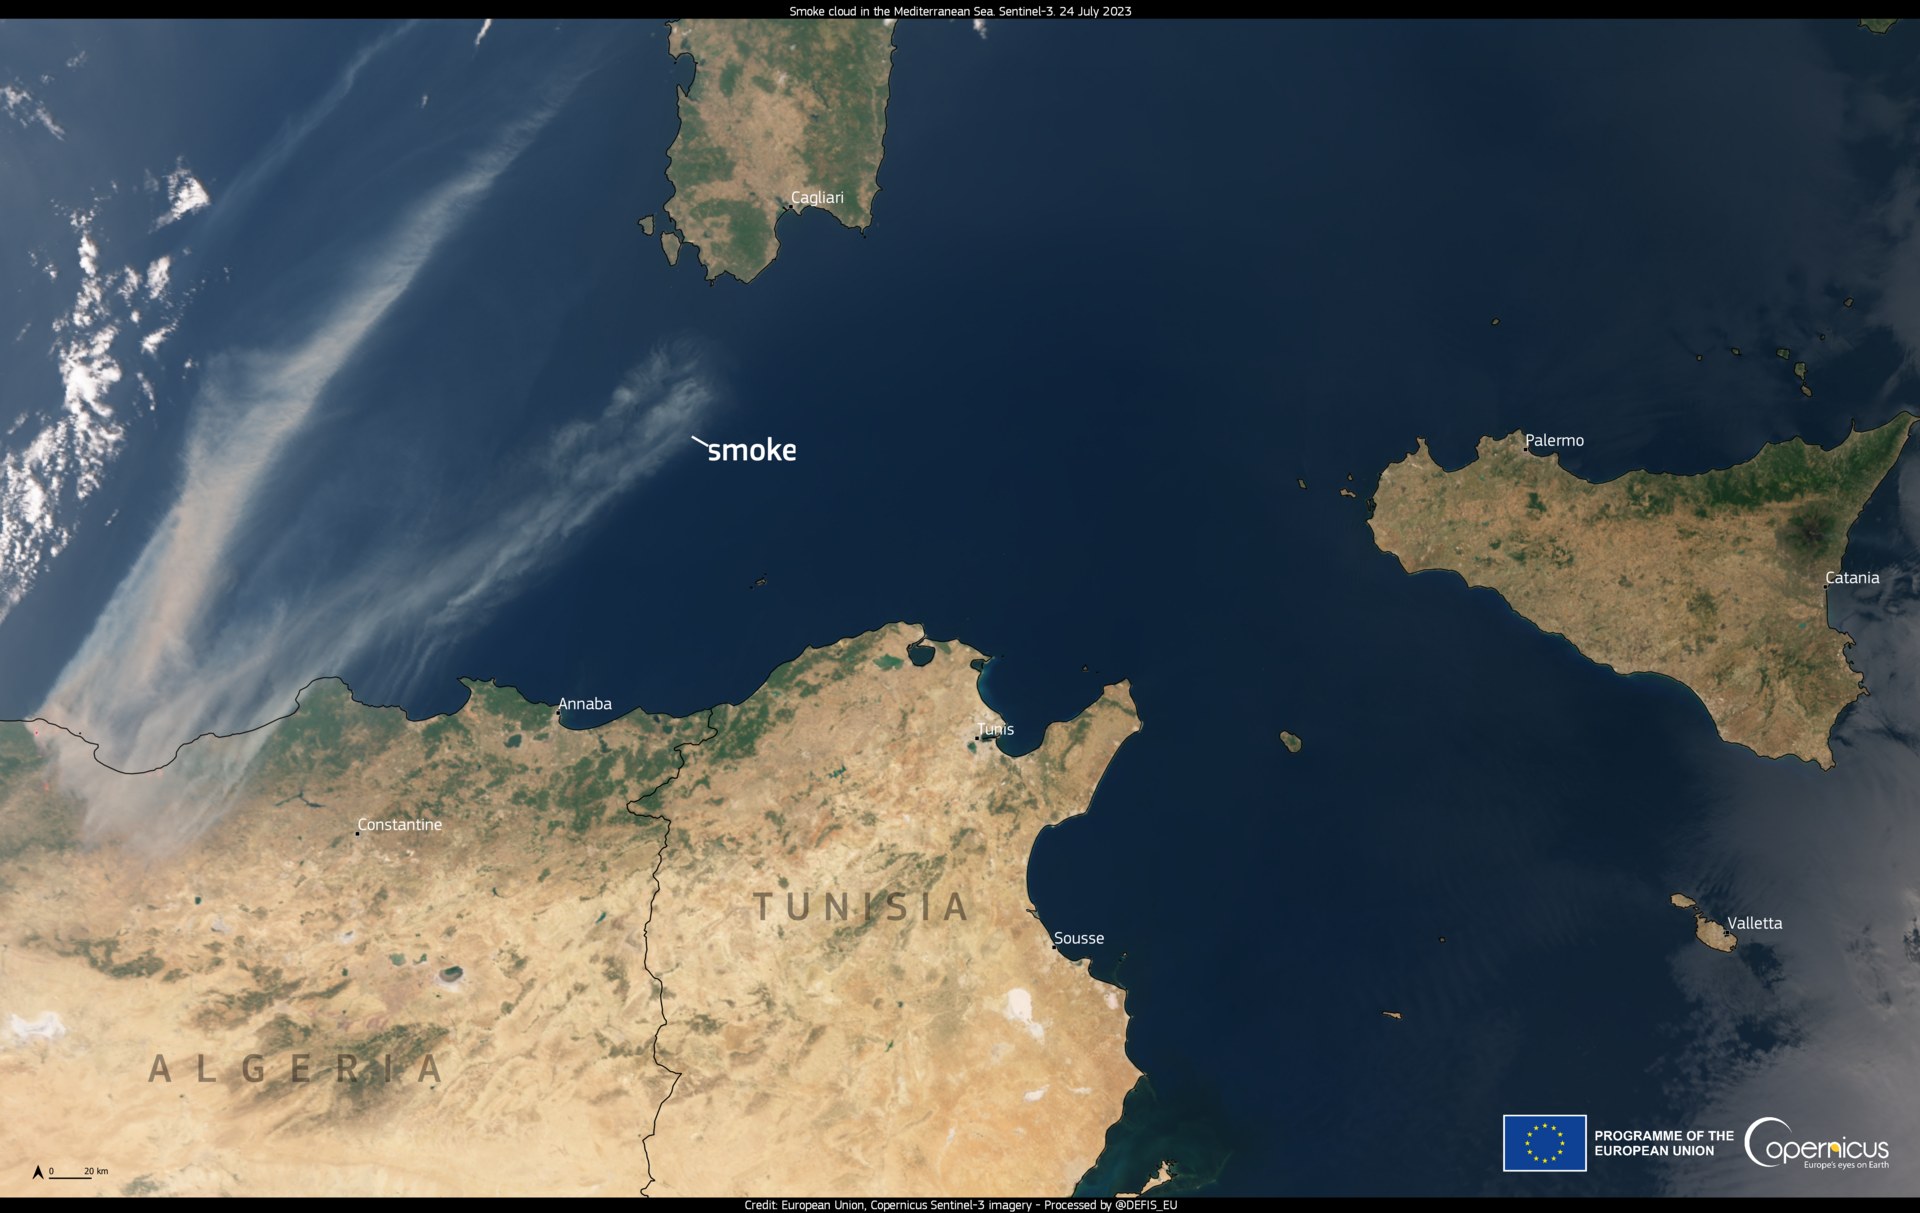 Smoke cloud in the Mediterranean Sea. Sentinel-3. 24 July 2023
Cagliari
smoke
Palermo
Catania
Annaba
Tunis
Constantine
TUNISIA
Valletta
Sousse
ALGERIA
PROGRAMME OF THE
EUROPEAN UNION
Copernicus
Europe's eyes on Earth
0 20 km
Credit: European Union, Copernicus Sentinel-3 imagery - Processed by @DEFIS_EU